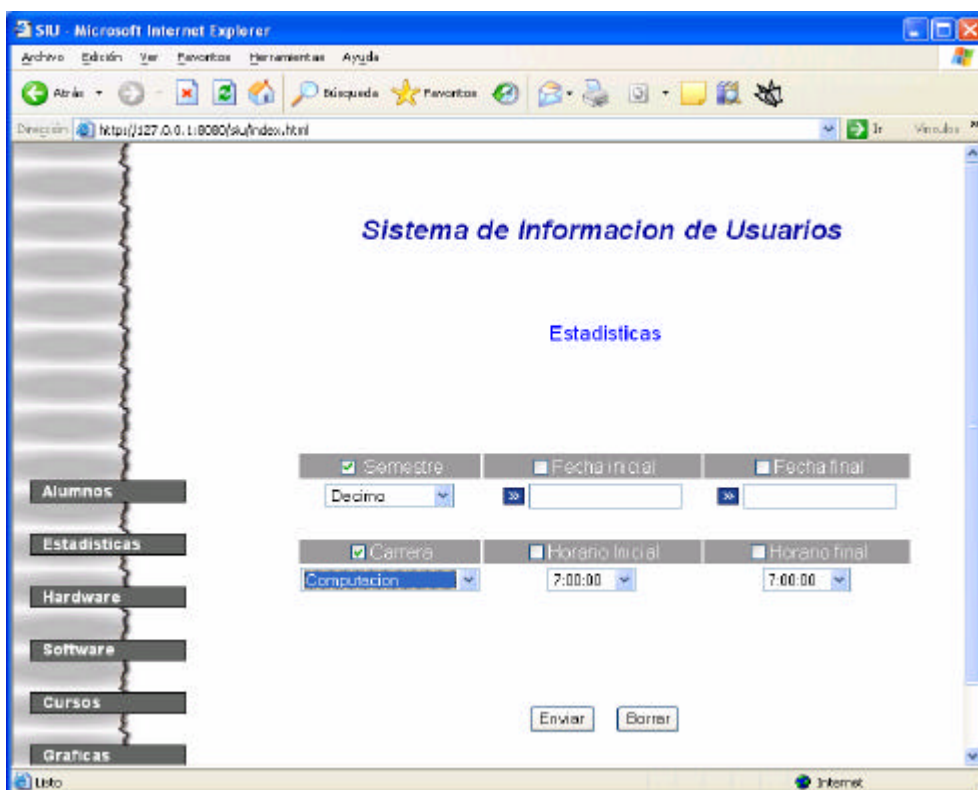 SIU - Microsoft Internet Explorer
Archivo Edición Ver Favoritos Herramientas Ayuda
Atrás Búsqueda Favoritos
Dirección http://127.0.0.1:8080/siu/index.html Ir Vínculos »
Sistema de Informacion de Usuarios
Estadisticas
Semestre Fecha inicial Fecha final
Decimo » »
Carrera Horario Inicial Horario final
Computacion 7:00:00 7:00:00
Enviar Borrar
Alumnos
Estadisticas
Hardware
Software
Cursos
Graficas
Listo Internet